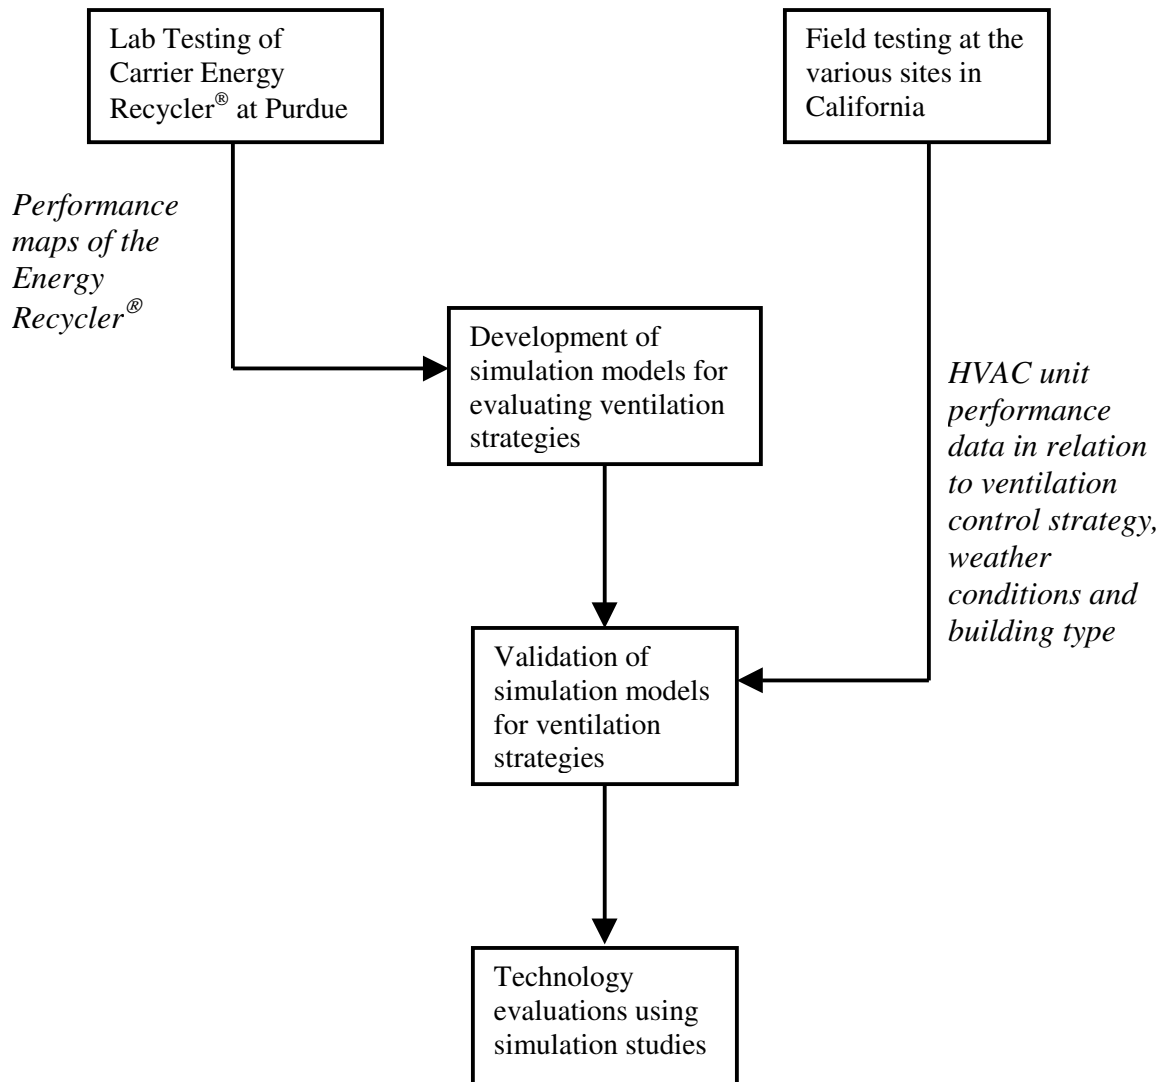 Lab Testing of
Carrier Energy
Recycler® at Purdue
Field testing at the
various sites in
California
Performance
maps of the
Energy
Recycler®
Development of
simulation models for
evaluating ventilation
strategies
HVAC unit
performance
data in relation
to ventilation
control strategy,
weather
conditions and
building type
Validation of
simulation models
for ventilation
strategies
Technology
evaluations using
simulation studies